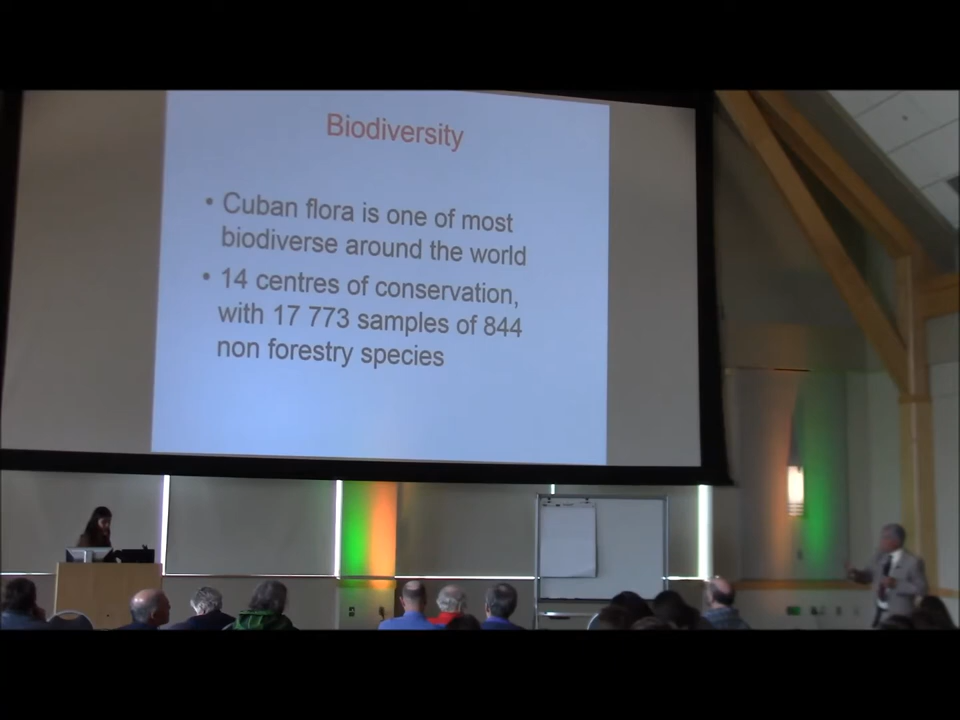 Biodiversity
• Cuban flora is one of most
biodiverse around the world
• 14 centres of conservation,
with 17 773 samples of 844
non forestry species